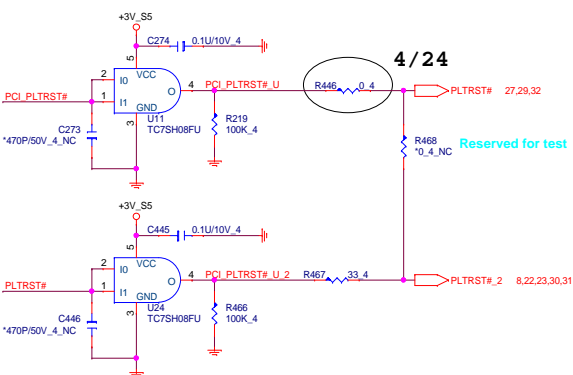 +3V_S5
C274 0.1U/10V_4
4/24
5
VCC
2 I0
O 4 PCI_PLTRST#_U
R446 0_4
PLTRST# 27,29,32
PCI_PLTRST#
1 I1
GND
3
U11
TC7SH08FU
R219
100K_4
C273
*470P/50V_4_NC
R468
*0_4_NC
Reserved for test
+3V_S5
C445 0.1U/10V_4
5
VCC
2 I0
O 4 PCI_PLTRST#_U_2
R467 33_4
PLTRST#_2 8,22,23,30,31
PLTRST#
1 I1
GND
3
U24
TC7SH08FU
R466
100K_4
C446
*470P/50V_4_NC